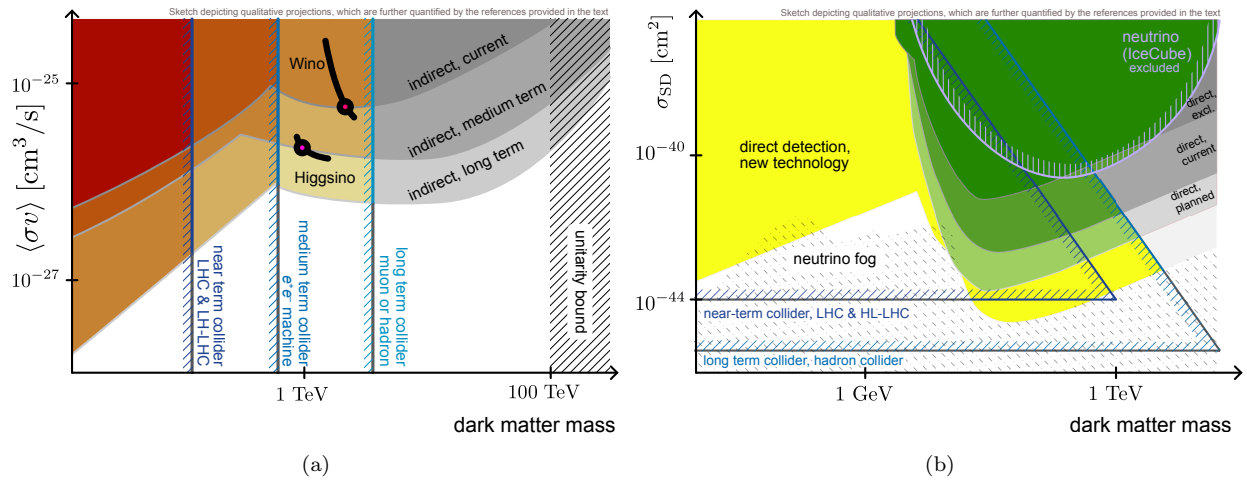 Sketch depicting qualitative projections, which are further quantified by the references provided in the text
⟨σv⟩ [cm³/s]
10⁻²⁵
10⁻²⁷
Wino
Higgsino
indirect, current
indirect, medium term
indirect, long term
near term collider
LHC & LH-LHC
medium term collider
e⁺e⁻ machine
long term collider
muon or hadron
unitarity bound
1 TeV
100 TeV
dark matter mass
(a)
Sketch depicting qualitative projections, which are further quantified by the references provided in the text
σSD [cm²]
10⁻⁴⁰
10⁻⁴⁴
neutrino
(IceCube)
excluded
direct,
excl.
direct,
current
direct,
planned
direct detection,
new technology
neutrino fog
near-term collider, LHC & HL-LHC
long term collider, hadron collider
1 GeV
1 TeV
dark matter mass
(b)